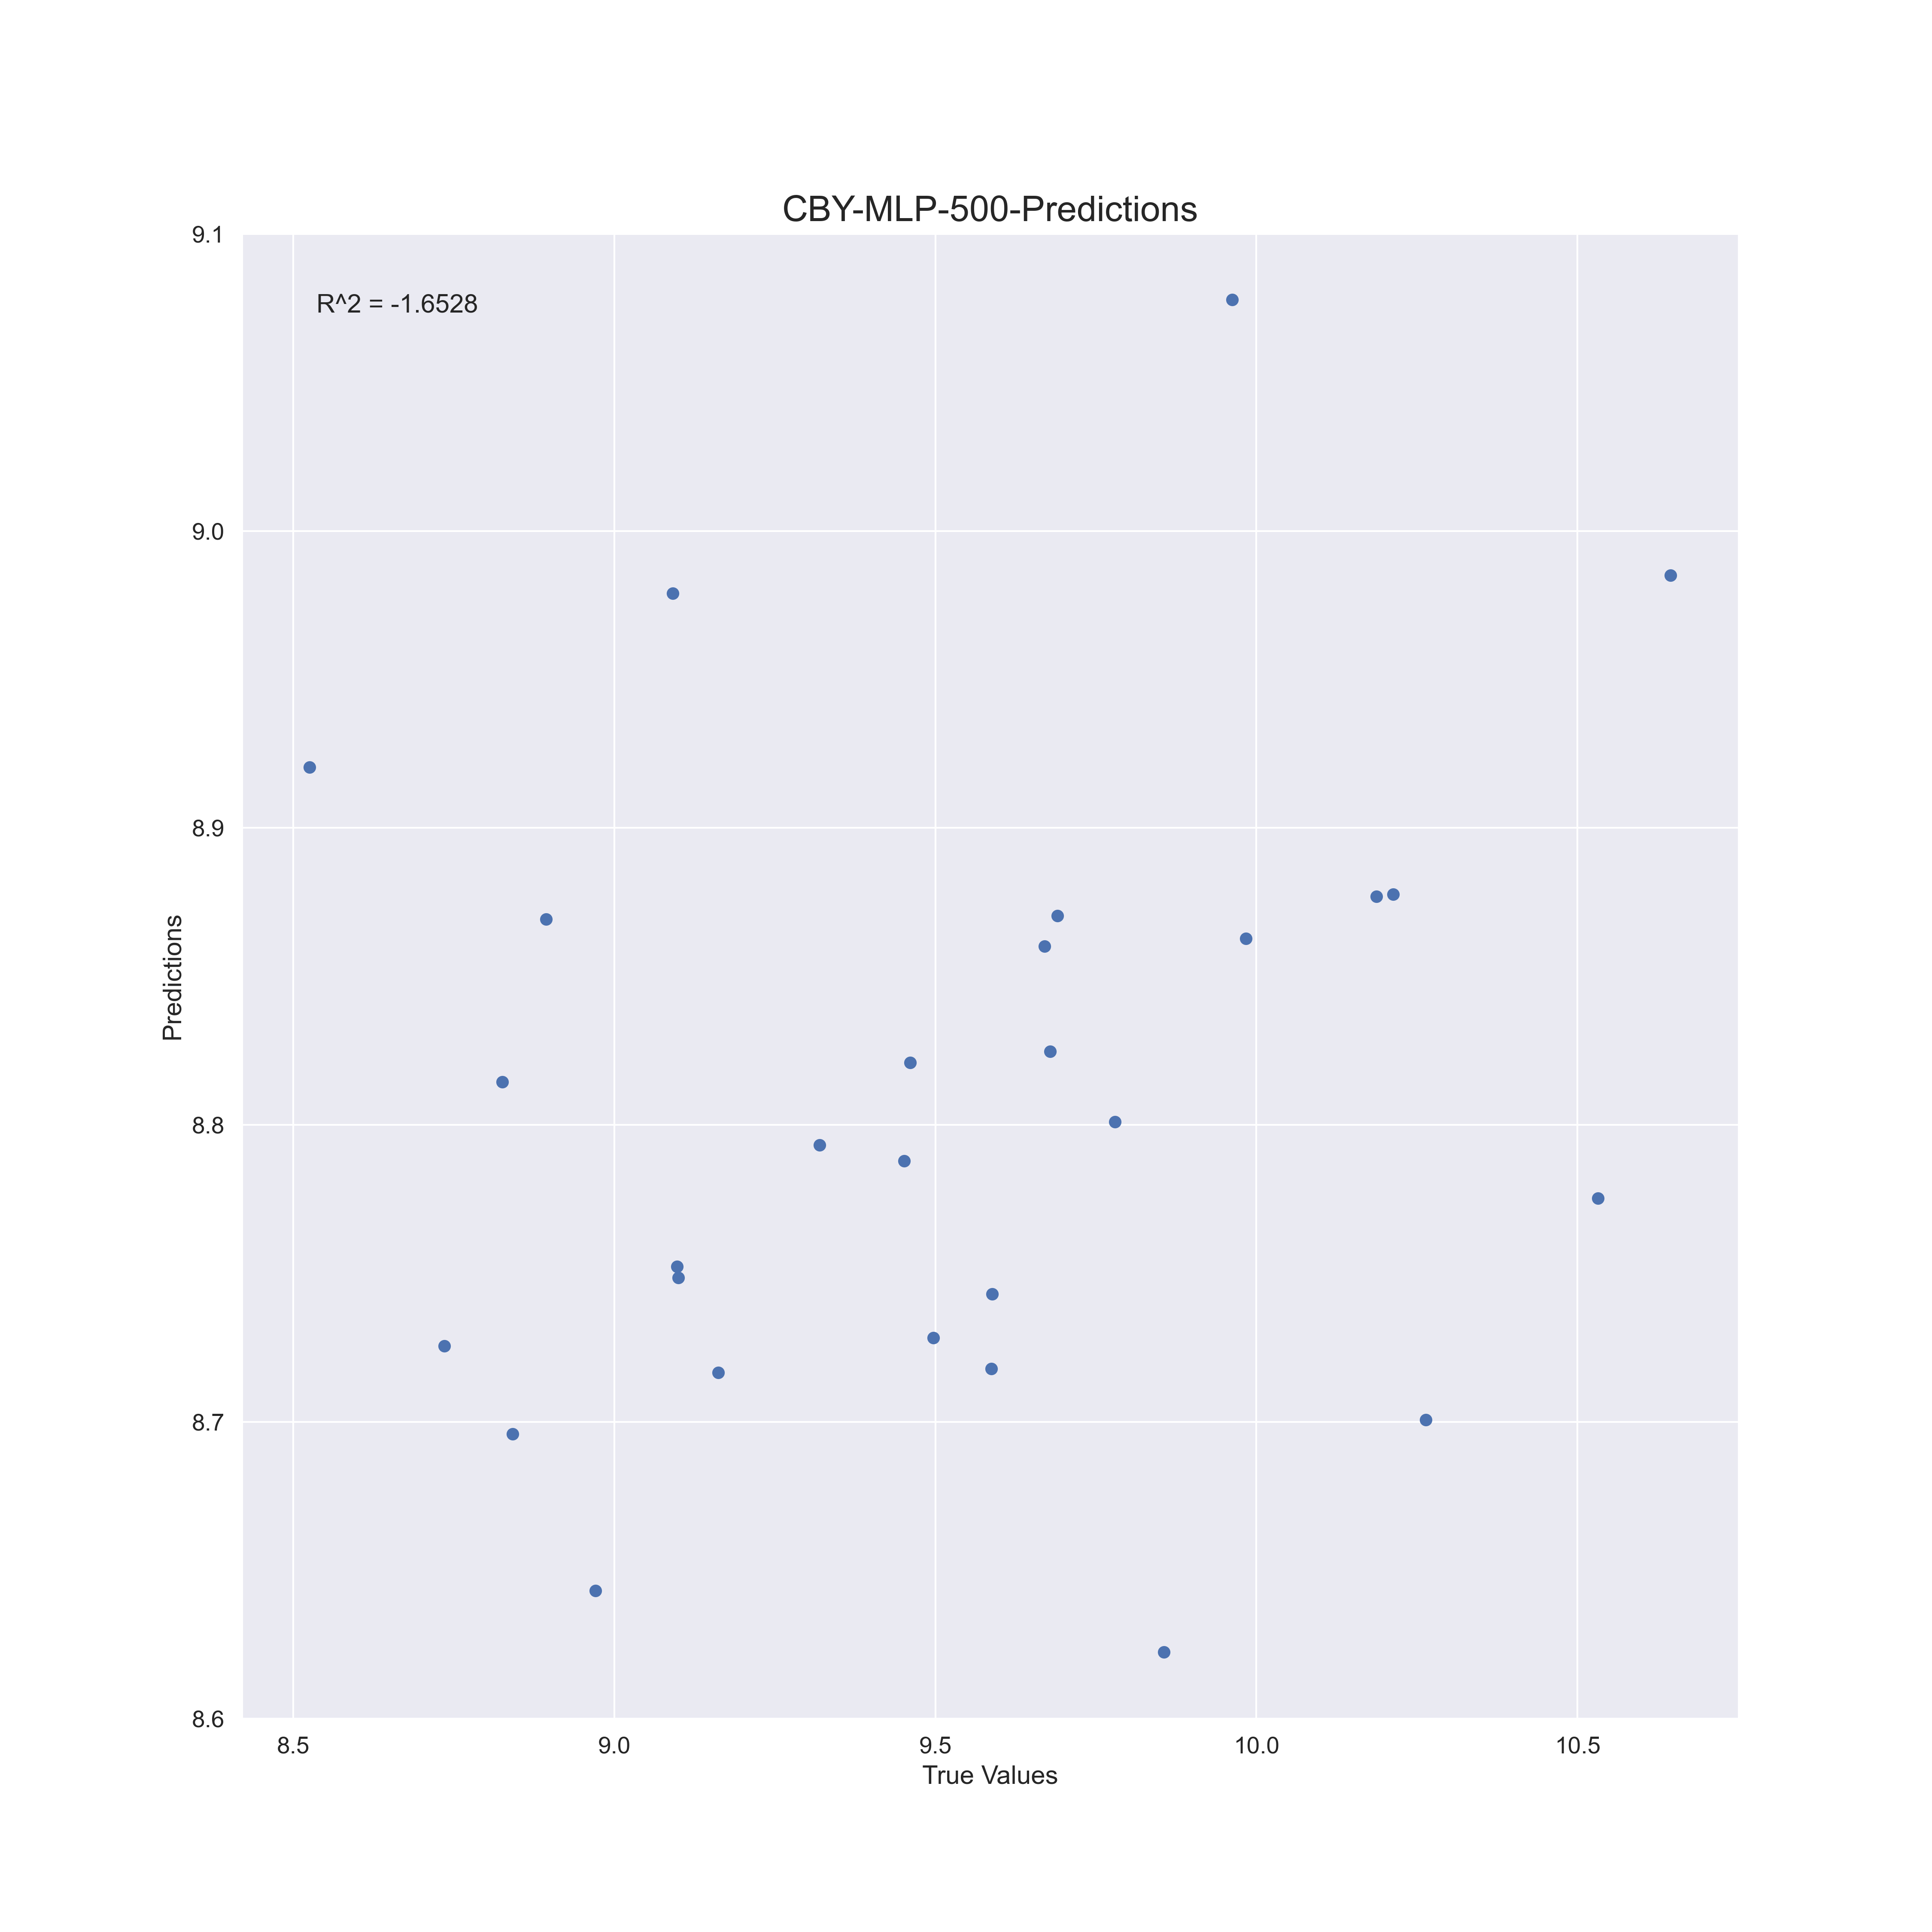 CBY-MLP-500-Predictions
R^2 = -1.6528
9.1
9.0
8.9
8.8
8.7
8.6
Predictions
8.5 9.0 9.5 10.0 10.5
True Values